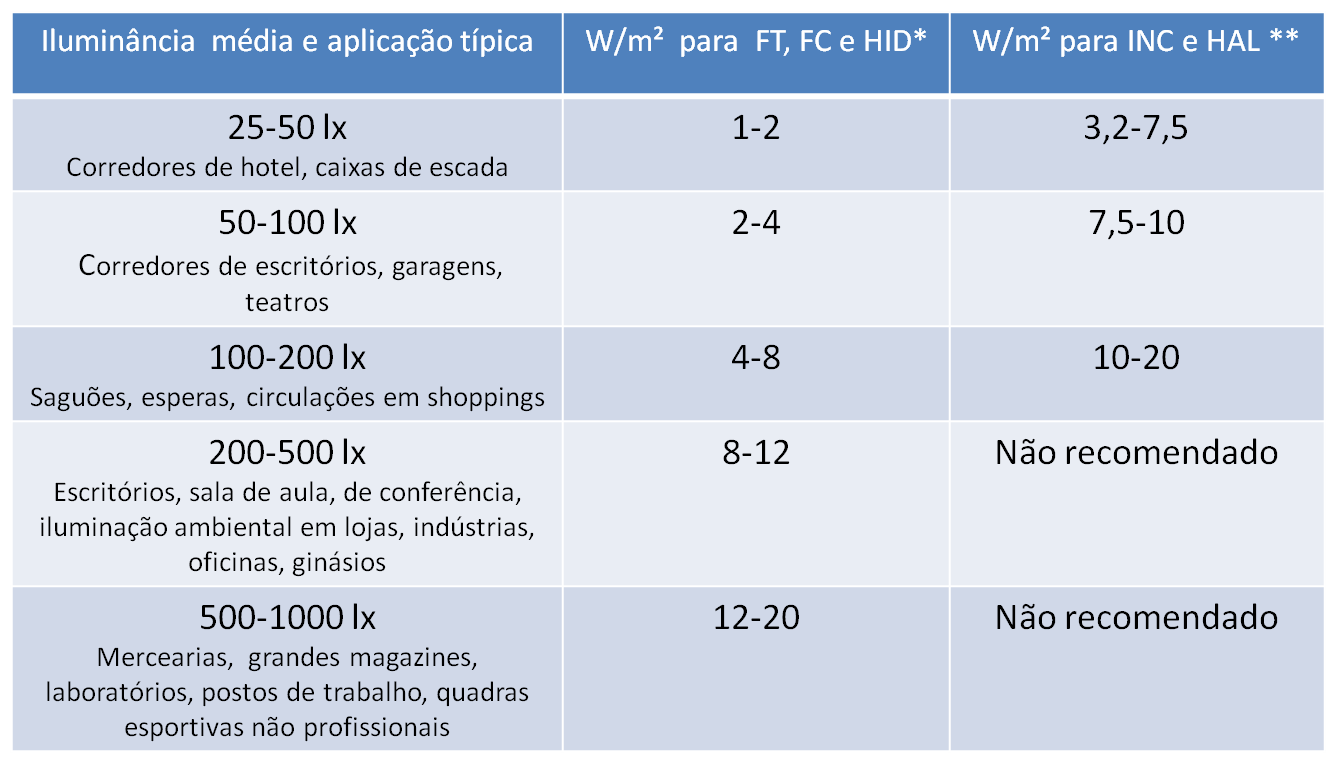 Iluminância média e aplicação típica
W/m² para FT, FC e HID*
W/m² para INC e HAL **
25-50 lx
Corredores de hotel, caixas de escada
1-2
3,2-7,5
50-100 lx
Corredores de escritórios, garagens,
teatros
2-4
7,5-10
100-200 lx
Saguões, esperas, circulações em shoppings
4-8
10-20
200-500 lx
Escritórios, sala de aula, de conferência,
iluminação ambiental em lojas, indústrias,
oficinas, ginásios
8-12
Não recomendado
500-1000 lx
Mercearias, grandes magazines,
laboratórios, postos de trabalho, quadras
esportivas não profissionais
12-20
Não recomendado